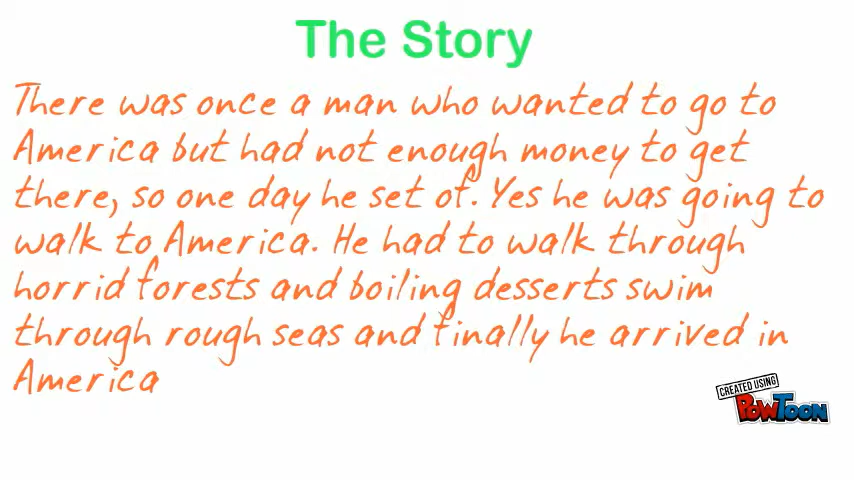 The Story
There was once a man who wanted to go to
America but had not enough money to get
there, so one day he set of. Yes he was going to
walk to America. He had to walk through
horrid forests and boiling desserts swim
through rough seas and finally he arrived in
America
CREATED USING
POWTOON